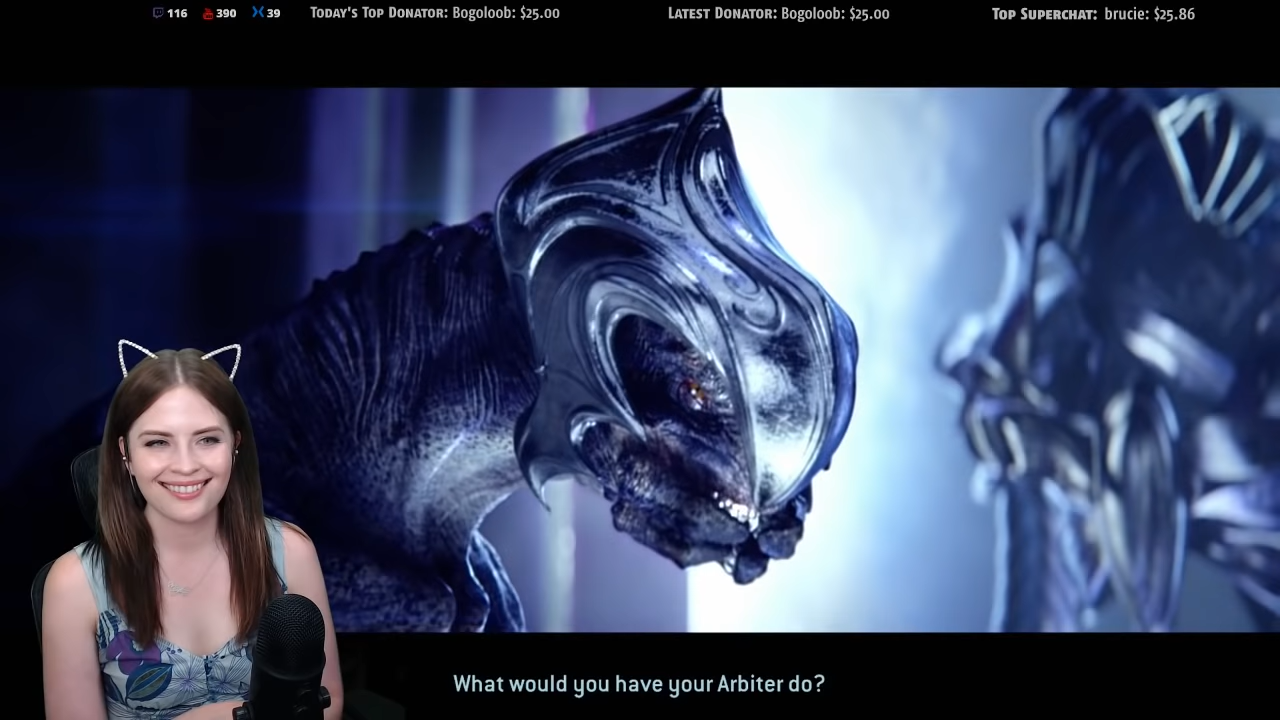 116 390 39 Today's Top Donator: Bogoloob: $25.00 Latest Donator: Bogoloob: $25.00 Top Superchat: brucie: $25.86
What would you have your Arbiter do?